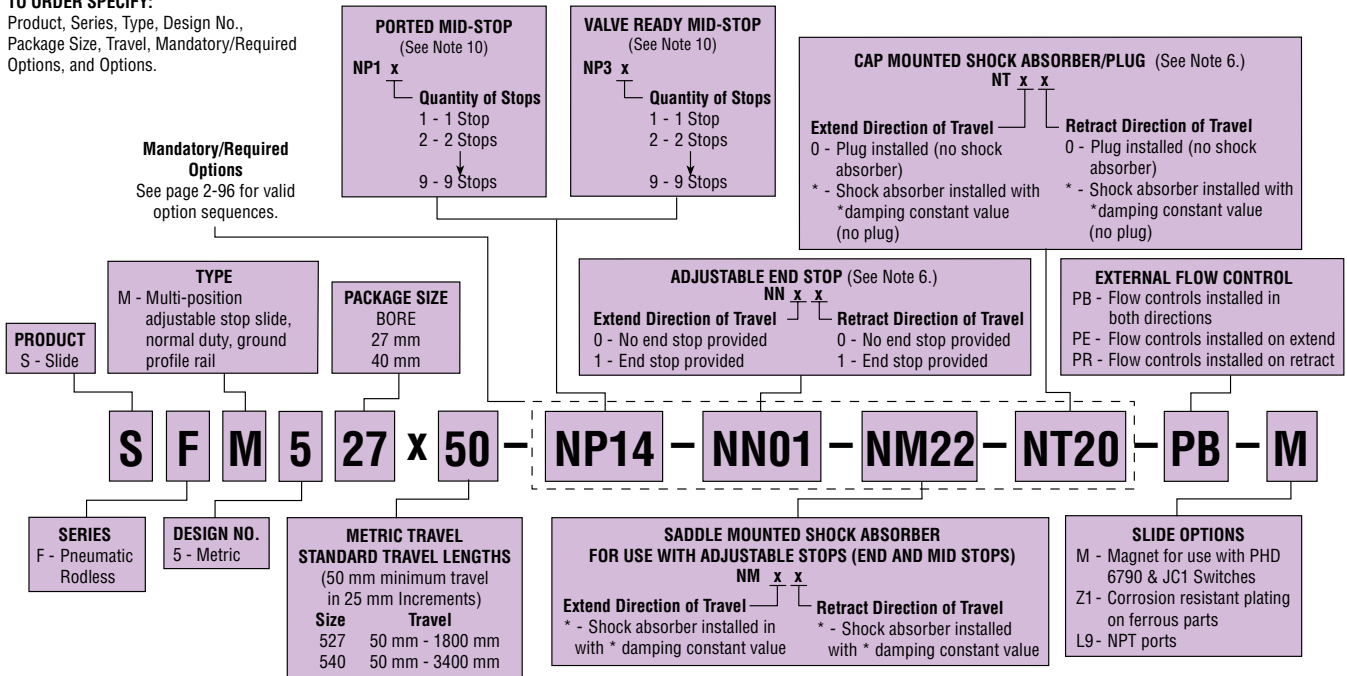 TO ORDER SPECIFY:
Product, Series, Type, Design No.,
Package Size, Travel, Mandatory/Required
Options, and Options.
PORTED MID-STOP
(See Note 10)
NP1 x
Quantity of Stops
1 - 1 Stop
2 - 2 Stops
9 - 9 Stops
VALVE READY MID-STOP
(See Note 10)
NP3 x
Quantity of Stops
1 - 1 Stop
2 - 2 Stops
9 - 9 Stops
CAP MOUNTED SHOCK ABSORBER/PLUG (See Note 6.)
NT x x
Extend Direction of Travel
0 - Plug installed (no shock
absorber)
* - Shock absorber installed with
*damping constant value
(no plug)
Retract Direction of Travel
0 - Plug installed (no shock
absorber)
* - Shock absorber installed with
*damping constant value
(no plug)
Mandatory/Required
Options
See page 2-96 for valid
option sequences.
PRODUCT
S - Slide
TYPE
M - Multi-position
adjustable stop slide,
normal duty, ground
profile rail
PACKAGE SIZE
BORE
27 mm
40 mm
ADJUSTABLE END STOP (See Note 6.)
NN x x
Extend Direction of Travel
0 - No end stop provided
1 - End stop provided
Retract Direction of Travel
0 - No end stop provided
1 - End stop provided
EXTERNAL FLOW CONTROL
PB - Flow controls installed in
both directions
PE - Flow controls installed on extend
PR - Flow controls installed on retract
S F M 5 27 x 50 - NP14 - NN01 - NM22 - NT20 - PB - M
SERIES
F - Pneumatic
Rodless
DESIGN NO.
5 - Metric
METRIC TRAVEL
STANDARD TRAVEL LENGTHS
(50 mm minimum travel
in 25 mm Increments)
Size Travel
527 50 mm - 1800 mm
540 50 mm - 3400 mm
SADDLE MOUNTED SHOCK ABSORBER
FOR USE WITH ADJUSTABLE STOPS (END AND MID STOPS)
NM x x
Extend Direction of Travel
* - Shock absorber installed in
with * damping constant value
Retract Direction of Travel
* - Shock absorber installed
with * damping constant value
SLIDE OPTIONS
M - Magnet for use with PHD
6790 & JC1 Switches
Z1 - Corrosion resistant plating
on ferrous parts
L9 - NPT ports